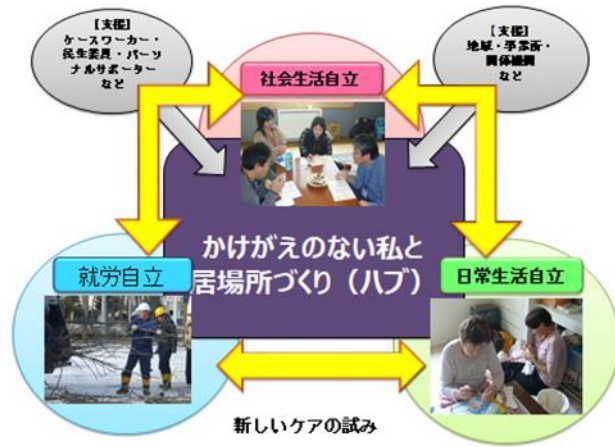 【支援】
ケースワーカー・
民生委員・パーソ
ナルサポーター
など
【支援】
地域・事業所・
関係機関
など
社会生活自立
かけがえのない私と
居場所づくり（ハブ）
就労自立
日常生活自立
新しいケアの試み